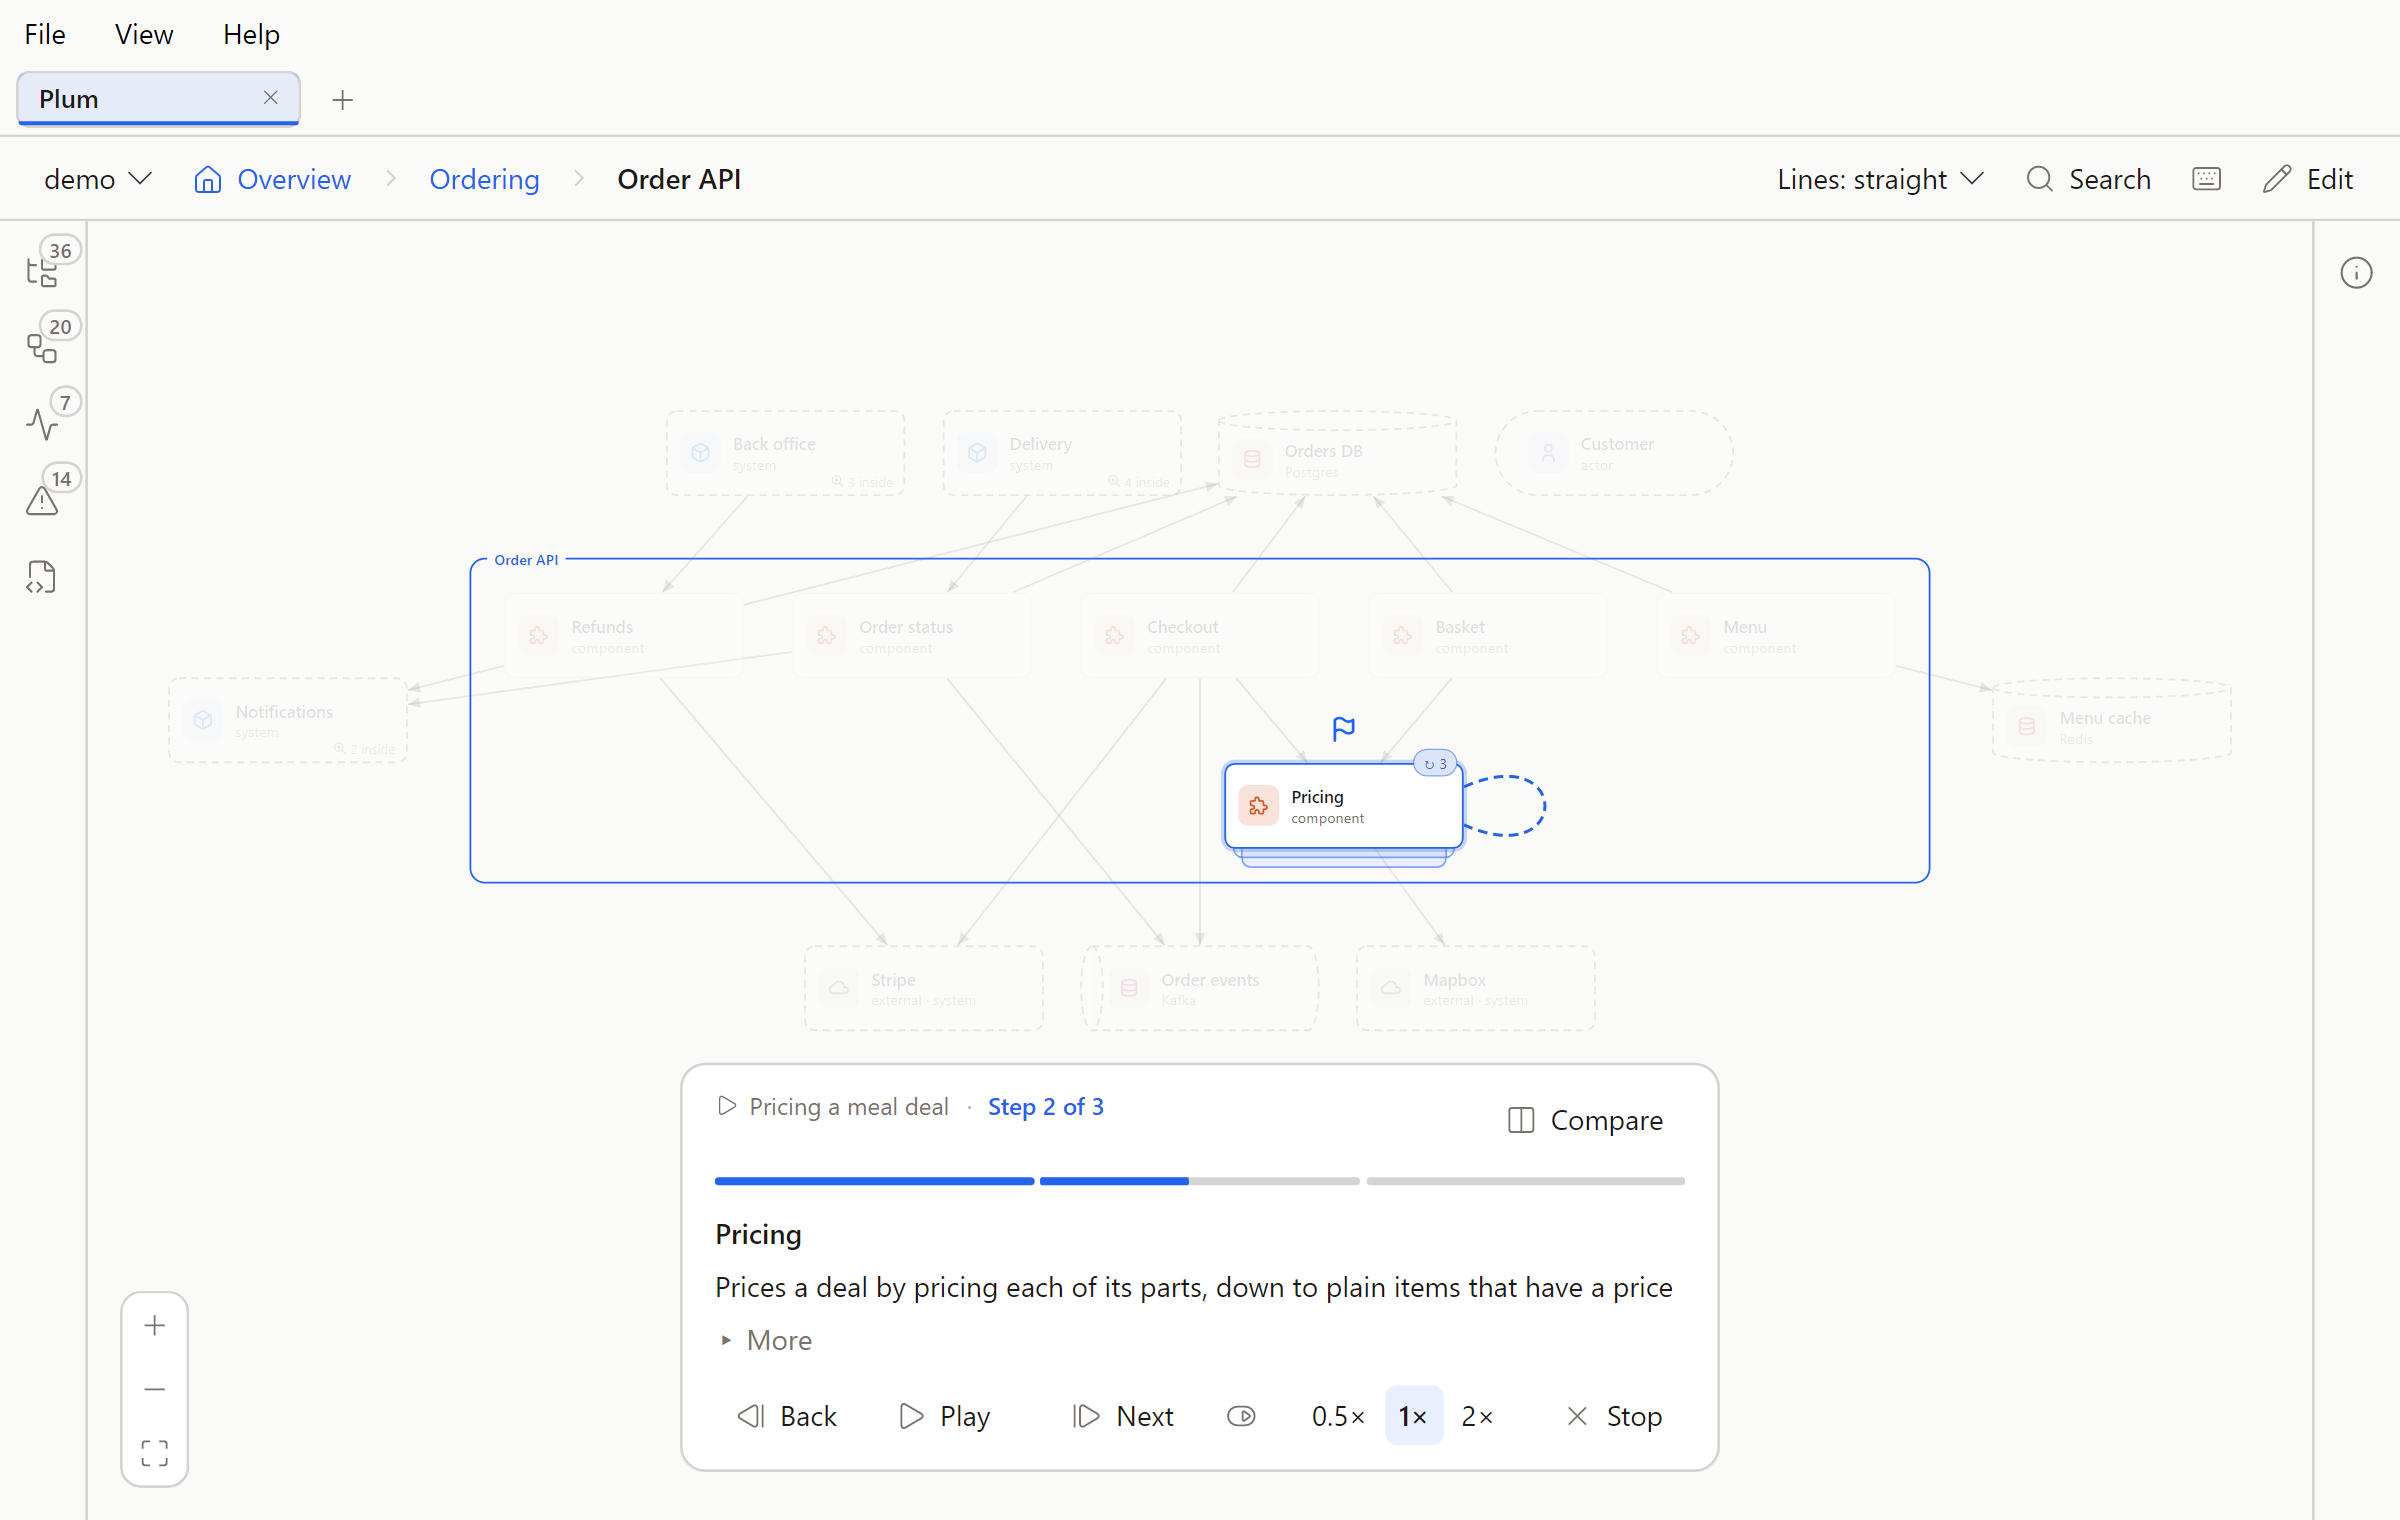 File View Help
Plum
demo Overview Ordering Order API Lines: straight Search Edit
36
20
7
14
Back office
system
3 inside
Delivery
system
4 inside
Orders DB
Postgres
Customer
actor
Order API
Refunds
component
Order status
component
Checkout
component
Basket
component
Menu
component
Notifications
system
2 inside
Menu cache
Redis
↻ 3
Pricing
component
Stripe
external · system
Order events
Kafka
Mapbox
external · system
Pricing a meal deal · Step 2 of 3
Compare
Pricing
Prices a deal by pricing each of its parts, down to plain items that have a price
More
Back Play Next 0.5× 1× 2× Stop